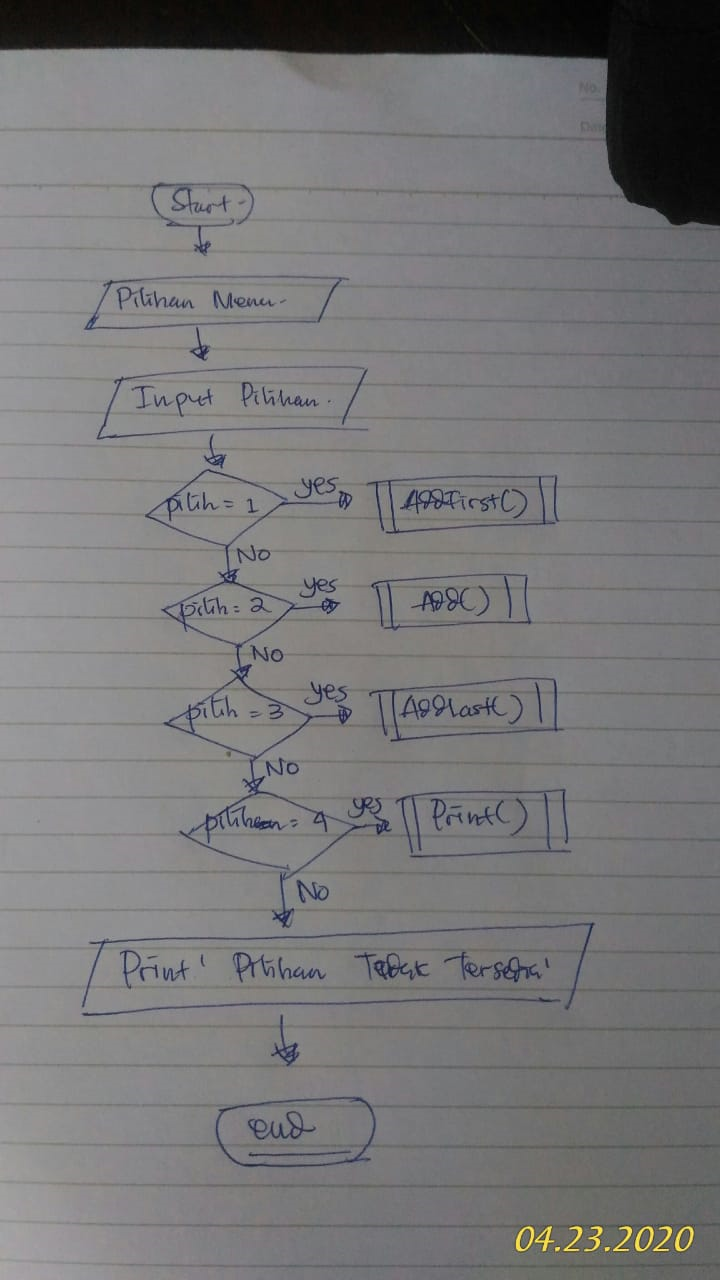 No.
Date
Start
Pilihan Menu
Input Pilihan.
pilih = 1
yes
AddFirst()
No
pilih = 2
yes
Add()
No
pilih = 3
yes
AddLast()
No
pilihan = 4
yes
Print()
No
Print' Pilihan Tidak Tersedia'
end
04.23.2020